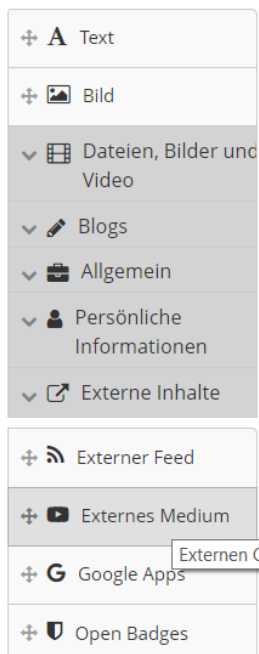 Text
Bild
Dateien, Bilder und
Video
Blogs
Allgemein
Persönliche
Informationen
Externe Inhalte
Externer Feed
Externes Medium
Externen
Google Apps
Open Badges